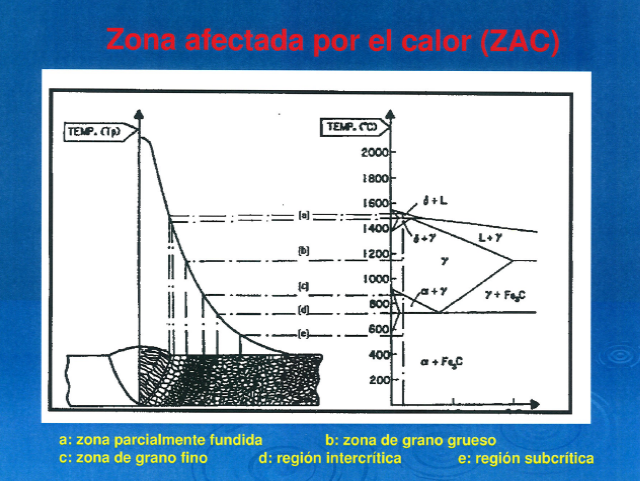 Zona afectada por el calor (ZAC)
TEMP. (Tp)
TEMP. (°C)
2000
1800
1600
1400
1200
1000
800
600
400
200
[a]
[b]
[c]
[d]
[e]
δ+L
δ+γ
L+γ
γ
α+γ
γ+Fe₃C
α+Fe₃C
a: zona parcialmente fundida b: zona de grano grueso
c: zona de grano fino d: región intercrítica e: región subcrítica